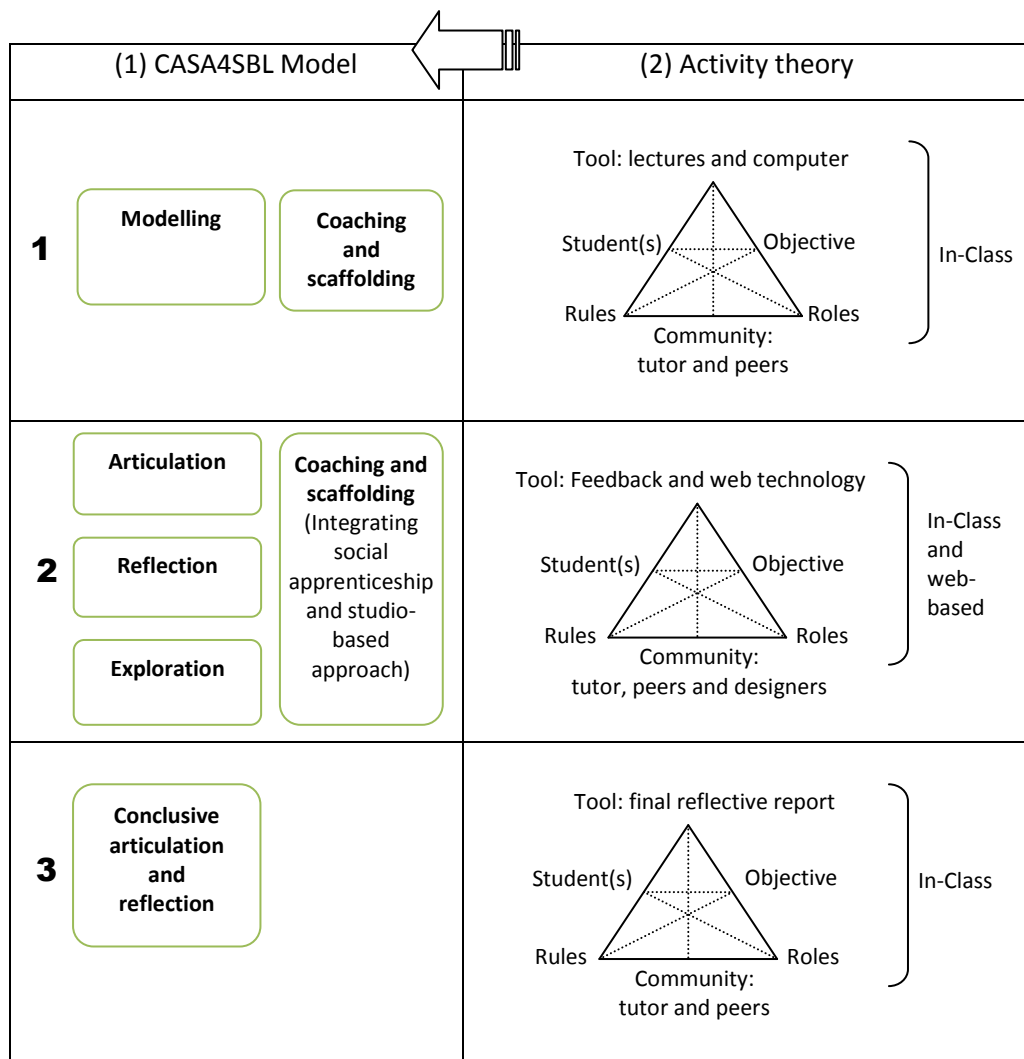 (1) CASA4SBL Model
(2) Activity theory
1
Modelling
Coaching
and
scaffolding
Tool: lectures and computer
Student(s)
Objective
Rules
Roles
Community:
tutor and peers
In-Class
2
Articulation
Reflection
Exploration
Coaching and
scaffolding
(Integrating
social
apprenticeship
and studio-
based
approach)
Tool: Feedback and web technology
Student(s)
Objective
Rules
Roles
Community:
tutor, peers and designers
In-Class
and
web-
based
3
Conclusive
articulation
and
reflection
Tool: final reflective report
Student(s)
Objective
Rules
Roles
Community:
tutor and peers
In-Class